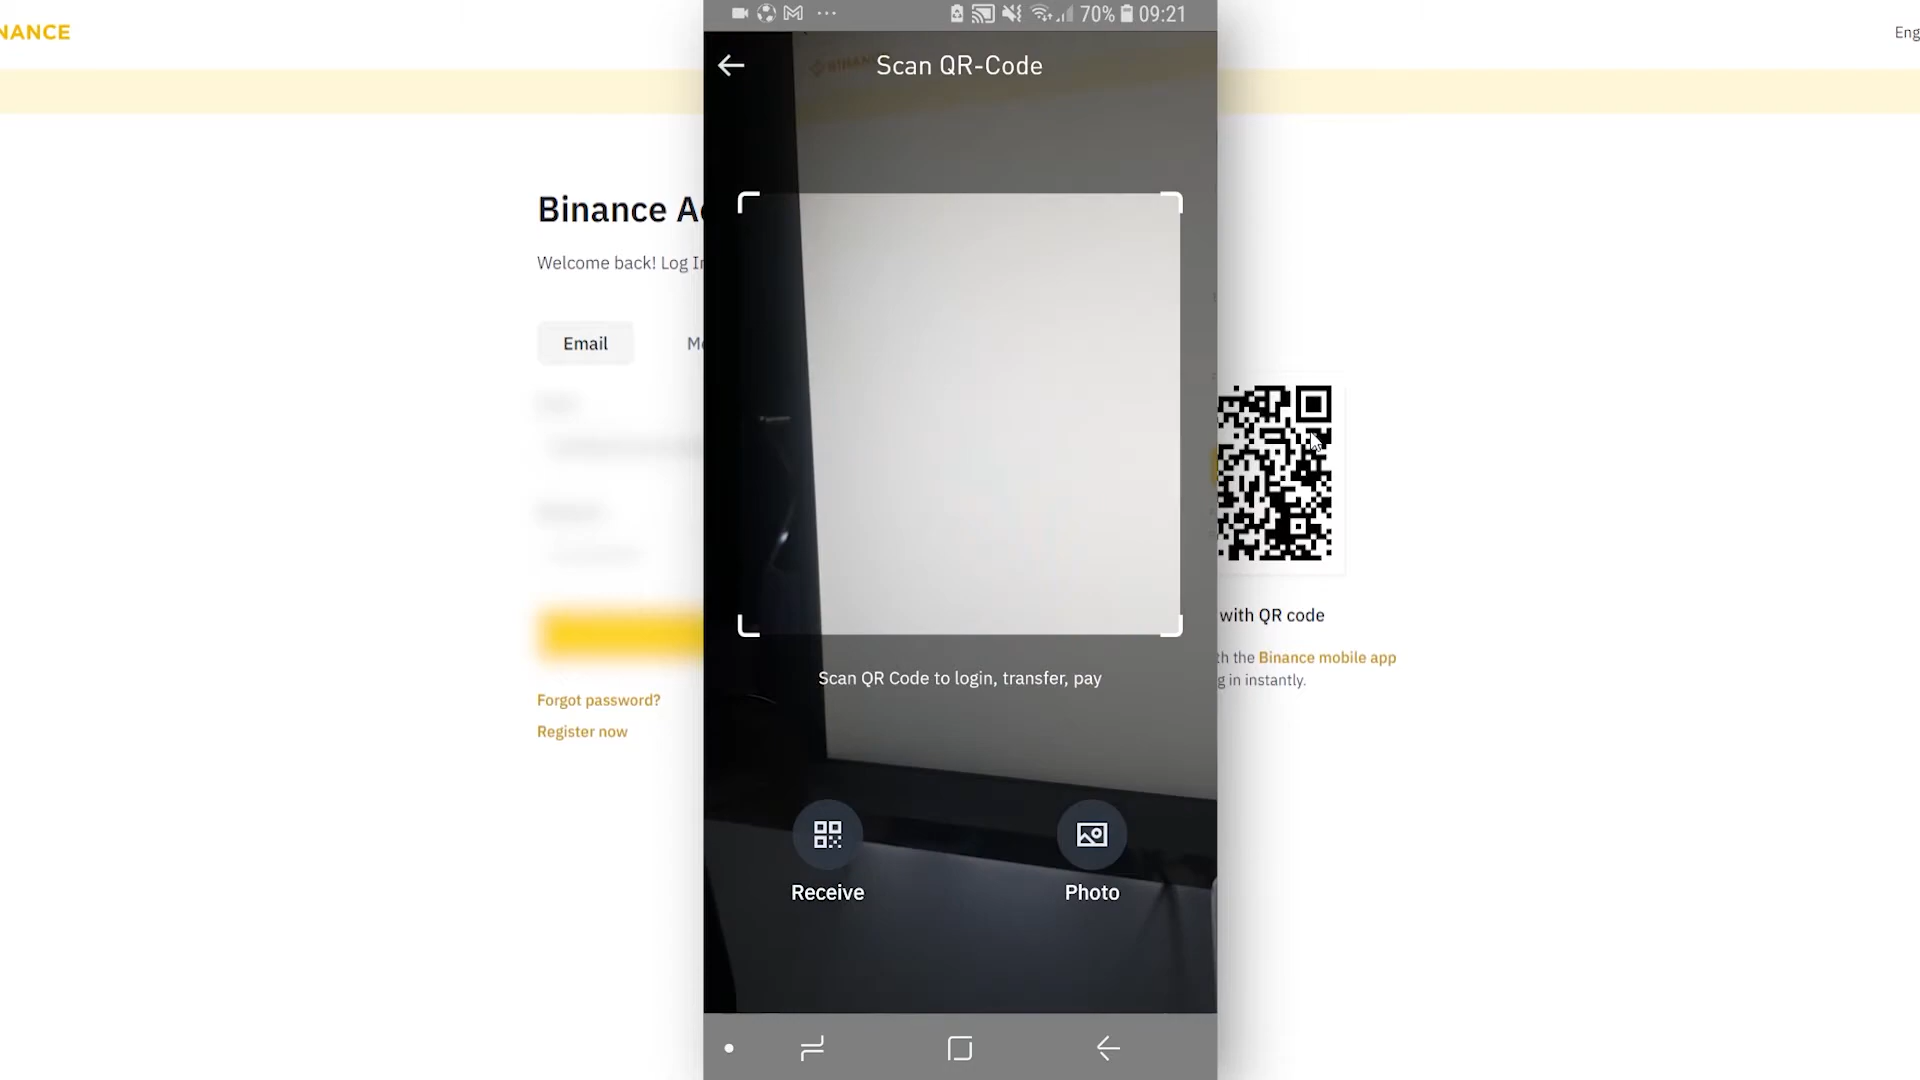 NANCE
Eng
70% 09:21
Scan QR-Code
Binance A
Welcome back! Log I
Email
M
Scan QR Code to login, transfer, pay
with QR code
th the Binance mobile app
g in instantly.
Forgot password?
Register now
Receive
Photo